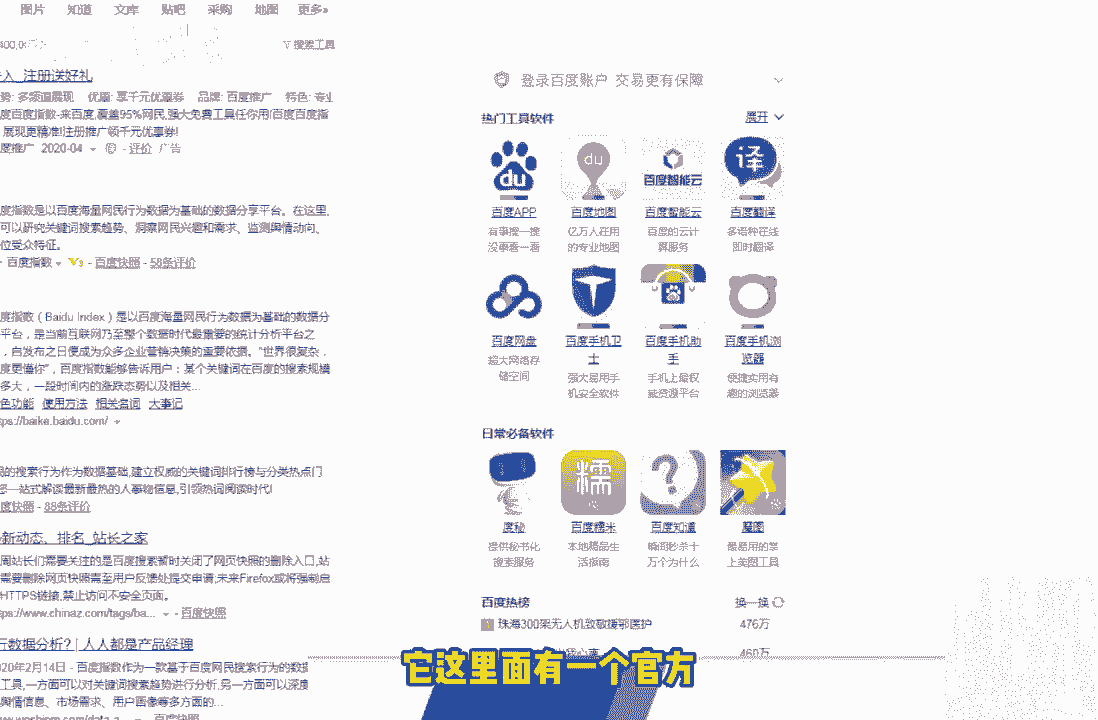 图片 知道 文库 贴吧 采购 地图 更多»
搜索工具
入_注册送好礼
势: 多频道展现 优惠: 享千元优惠券 品牌: 百度推广 特色: 专业
度百度指数-来百度,覆盖95%网民,强大免费工具任你用!百度百度指
展现更精准!注册推广领千元优惠券!
度推广 2020-04 - 评价 广告
度指数是以百度海量网民行为数据为基础的数据分享平台。在这里,
可以研究关键词搜索趋势、洞察网民兴趣和需求、监测舆情动向、
位受众特征。
百度指数 V3 - 百度快照 - 58条评价
度指数（Baidu Index）是以百度海量网民行为数据为基础的数据分
平台，是当前互联网乃至整个数据时代最重要的统计分析平台之
，自发布之日便成为众多企业营销决策的重要依据。“世界很复杂，
度更懂你”，百度指数能够告诉用户：某个关键词在百度的搜索规模
多大，一段时间内的涨跌态势以及相关...
色功能 使用方法 相关名词 大事记
ps://baike.baidu.com/
的搜索行为作为数据基础,建立权威的关键词排行榜与分类热点门
一站式解读最新最热的人事物信息,引领热词阅读时代!
度快照 - 88条评价
新动态、排名_站长之家
周站长们需要关注的是百度搜索暂时关闭了网页快照的删除入口,站
需要删除网页快照需至用户反馈处提交申请;未来Firefox或将强制启
HTTPS链接,禁止访问不安全页面。
ps://www.chinaz.com/tags/ba... - 百度快照
行数据分析? | 人人都是产品经理
020年2月14日 - 百度指数作为一款基于百度网民搜索行为的数据
工具,一方面可以对关键词搜索趋势进行分析,另一方面可以深度
舆情信息、市场需求、用户画像等多方面的...
百度快照
登录百度账户 交易更有保障
热门工具软件 展开
du du 百度智能云 译
百度APP 百度地图 百度智能云 百度翻译
有事搜一搜 亿万人在用 百度的云计 多语种在线
没事看一看 的专业地图 算服务 即时翻译
百度网盘 百度手机卫 百度手机助 百度手机浏
士 手 览器
超大网络存 强大易用手 手机上最权 便捷实用有
储空间 机安全软件 威资源平台 趣的浏览器
日常必备软件
糯
度秘 百度糯米 百度知道 魔图
提供秘书化 本地精品生 瞬间秒杀十 最易用的掌
搜索服务 活指南 万个为什么 上美图工具
百度热榜 换一换
1 珠海300架无人机致敬援鄂医护 476万
460万
它这里面有一个官方